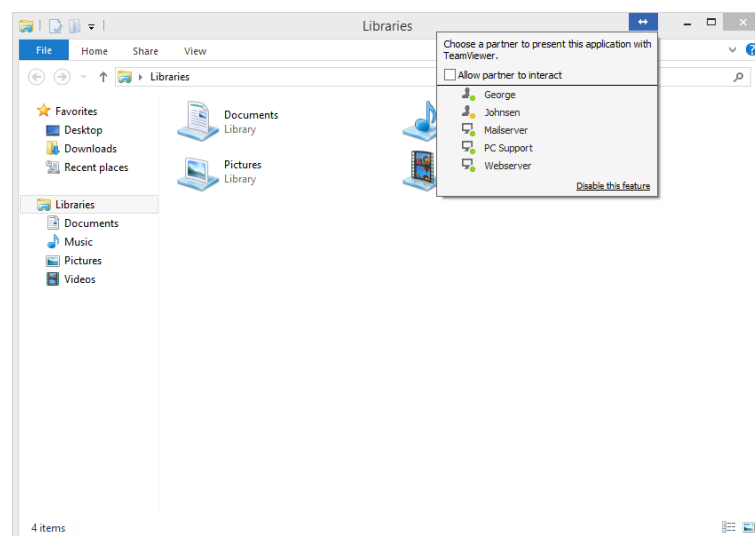 Libraries
File Home Share View
Libraries
Choose a partner to present this application with
TeamViewer.
Allow partner to interact
George
Johnsen
Mailserver
PC Support
Webserver
Disable this feature
Favorites
Desktop
Downloads
Recent places
Libraries
Documents
Music
Pictures
Videos
Documents
Library
Pictures
Library
4 items